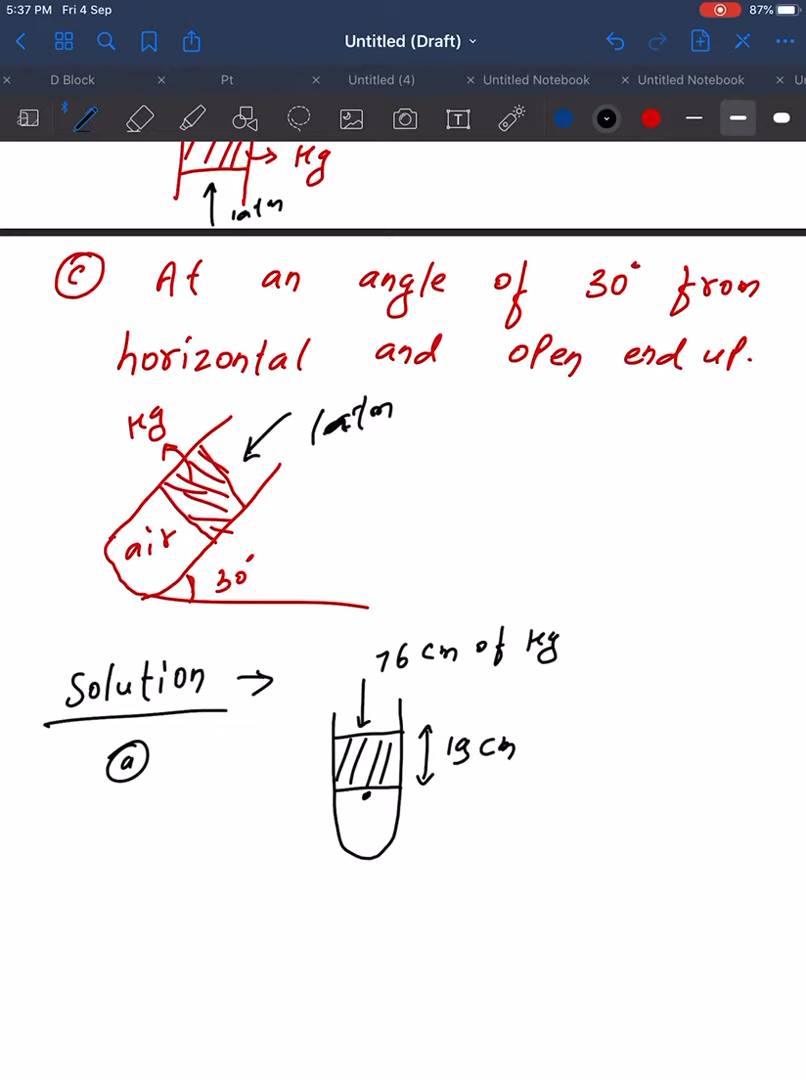 5:37 PM Fri 4 Sep 87%
Untitled (Draft)
D Block Pt Untitled (4) Untitled Notebook Untitled Notebook
T
Hg
1atm
(c) At an angle of 30° from
horizontal and open end up.
Hg
1atm
air
30°
76 cm of Hg
Solution →
(a)
19 cm